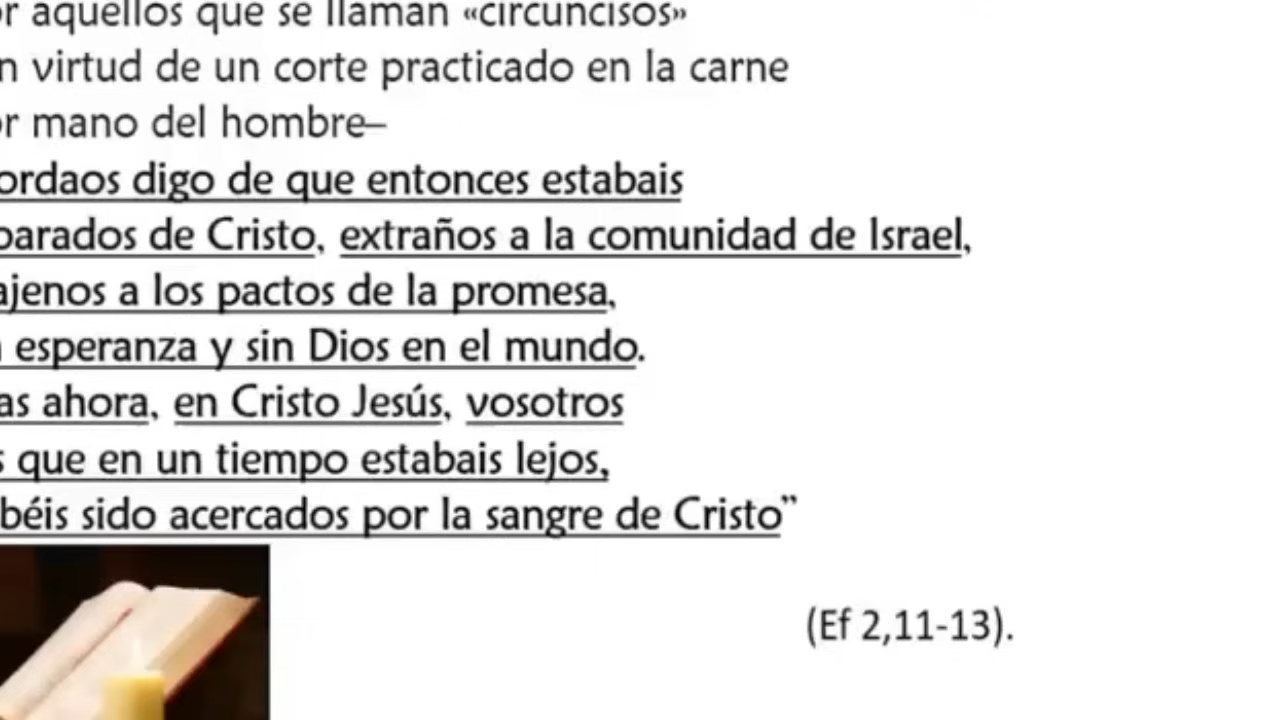 r aquellos que se llaman «circuncisos»
n virtud de un corte practicado en la carne
r mano del hombre–
ordaos digo de que entonces estabais
parados de Cristo, extraños a la comunidad de Israel,
ajenos a los pactos de la promesa,
esperanza y sin Dios en el mundo.
as ahora, en Cristo Jesús, vosotros
s que en un tiempo estabais lejos,
béis sido acercados por la sangre de Cristo”
(Ef 2,11-13).